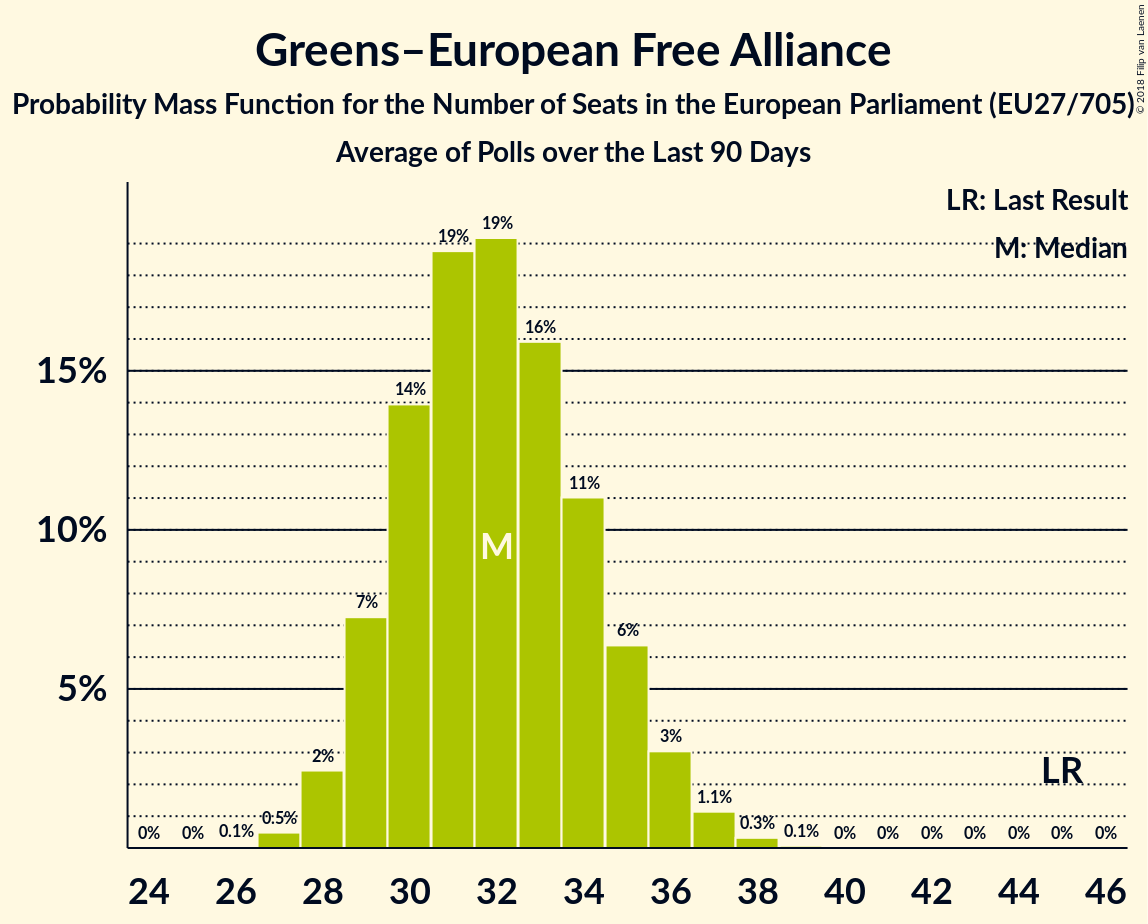 Greens–European Free Alliance
Probability Mass Function for the Number of Seats in the European Parliament (EU27/705)
Average of Polls over the Last 90 Days
© 2018 Filip van Laenen
LR: Last Result
M: Median
15%
10%
5%
0% 0% 0.1% 0.5% 2% 7% 14% 19% 19% 16% 11% 6% 3% 1.1% 0.3% 0.1% 0% 0% 0% 0% 0% 0% 0%
M
LR
24 26 28 30 32 34 36 38 40 42 44 46